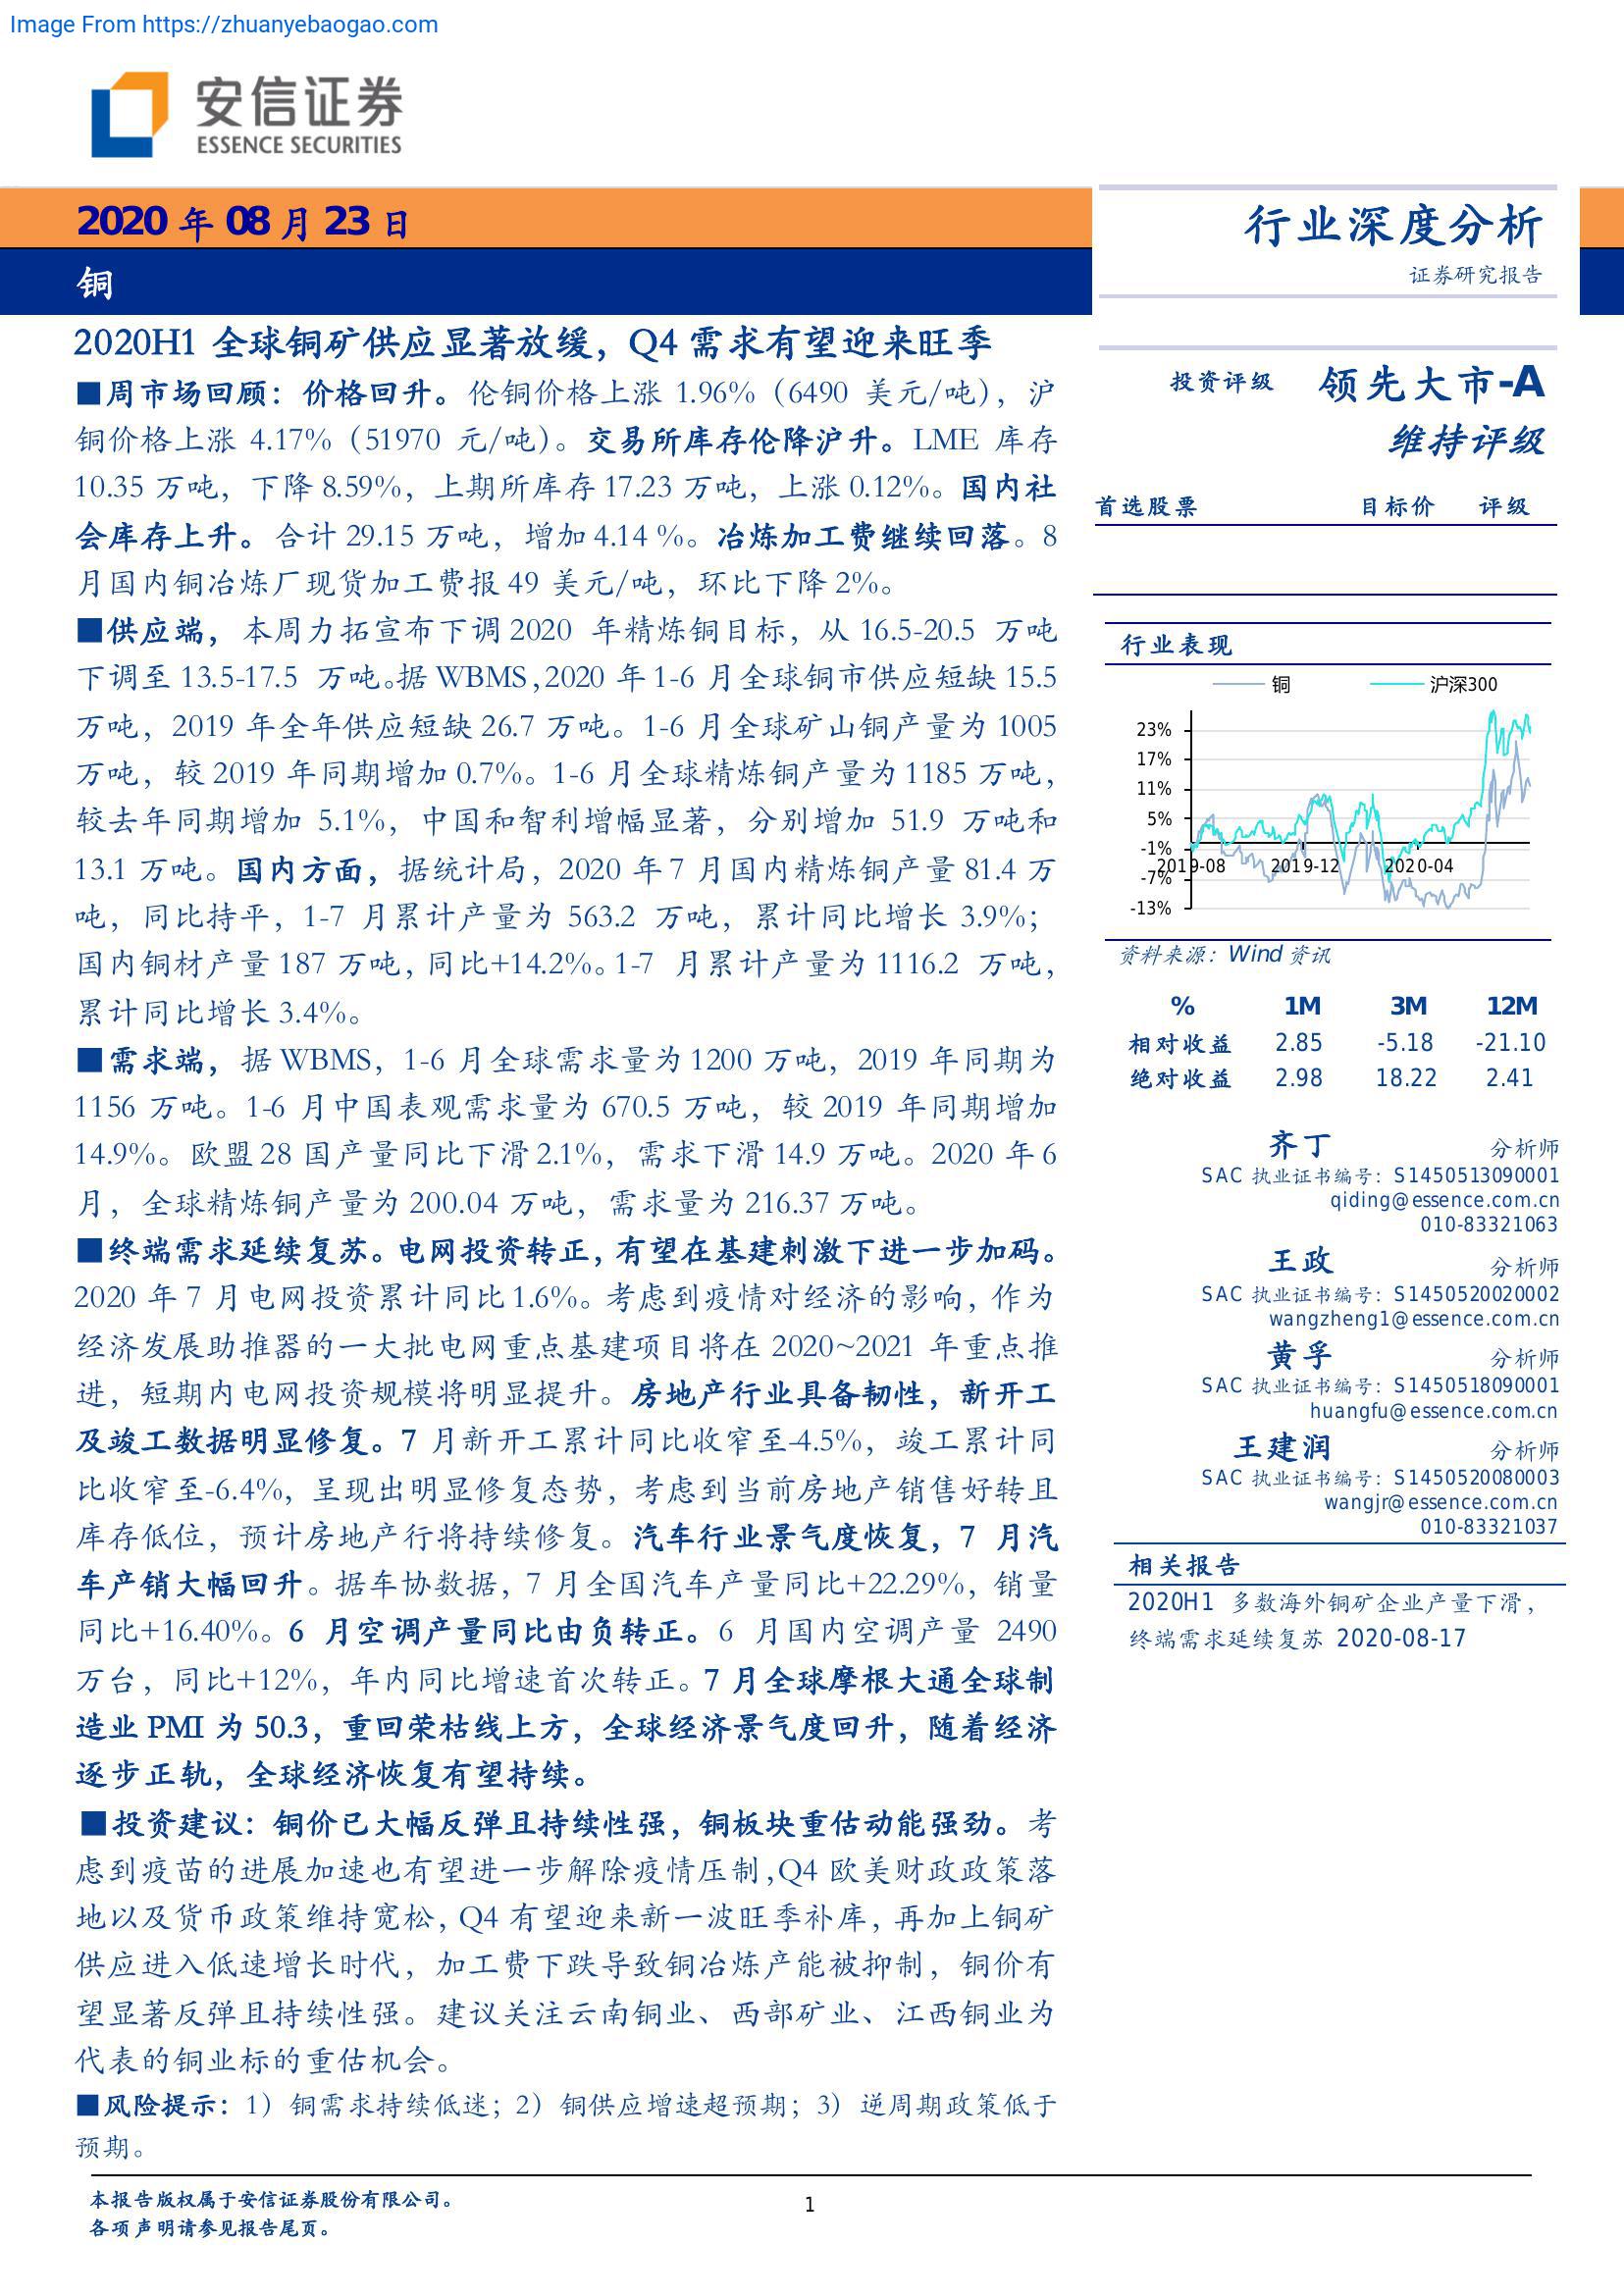 Image From https://zhuanyebaogao.com
安信证券
ESSENCE SECURITIES
2020 年 08 月 23 日
铜
行业深度分析
证券研究报告
2020H1 全球铜矿供应显著放缓，Q4 需求有望迎来旺季
■周市场回顾：价格回升。伦铜价格上涨 1.96%（6490 美元/吨），沪
铜价格上涨 4.17%（51970 元/吨）。交易所库存伦降沪升。LME 库存
10.35 万吨，下降 8.59%，上期所库存 17.23 万吨，上涨 0.12%。国内社
会库存上升。合计 29.15 万吨，增加 4.14 %。冶炼加工费继续回落。8
月国内铜冶炼厂现货加工费报 49 美元/吨，环比下降 2%。
■供应端，本周力拓宣布下调 2020 年精炼铜目标，从 16.5-20.5 万吨
下调至 13.5-17.5 万吨。据 WBMS，2020 年 1-6 月全球铜市供应短缺 15.5
万吨，2019 年全年供应短缺 26.7 万吨。1-6 月全球矿山铜产量为 1005
万吨，较 2019 年同期增加 0.7%。1-6 月全球精炼铜产量为 1185 万吨，
较去年同期增加 5.1%，中国和智利增幅显著，分别增加 51.9 万吨和
13.1 万吨。国内方面，据统计局，2020 年 7 月国内精炼铜产量 81.4 万
吨，同比持平，1-7 月累计产量为 563.2 万吨，累计同比增长 3.9%；
国内铜材产量 187 万吨，同比+14.2%。1-7 月累计产量为 1116.2 万吨，
累计同比增长 3.4%。
■需求端，据 WBMS，1-6 月全球需求量为 1200 万吨，2019 年同期为
1156 万吨。1-6 月中国表观需求量为 670.5 万吨，较 2019 年同期增加
14.9%。欧盟 28 国产量同比下滑 2.1%，需求下滑 14.9 万吨。2020 年 6
月，全球精炼铜产量为 200.04 万吨，需求量为 216.37 万吨。
■终端需求延续复苏。电网投资转正，有望在基建刺激下进一步加码。
2020 年 7 月电网投资累计同比 1.6%。考虑到疫情对经济的影响，作为
经济发展助推器的一大批电网重点基建项目将在 2020~2021 年重点推
进，短期内电网投资规模将明显提升。房地产行业具备韧性，新开工
及竣工数据明显修复。7 月新开工累计同比收窄至-4.5%，竣工累计同
比收窄至-6.4%，呈现出明显修复态势，考虑到当前房地产销售好转且
库存低位，预计房地产行将持续修复。汽车行业景气度恢复，7 月汽
车产销大幅回升。据车协数据，7 月全国汽车产量同比+22.29%，销量
同比+16.40%。6 月空调产量同比由负转正。6 月国内空调产量 2490
万台，同比+12%，年内同比增速首次转正。7 月全球摩根大通全球制
造业 PMI 为 50.3，重回荣枯线上方，全球经济景气度回升，随着经济
逐步正轨，全球经济恢复有望持续。
■投资建议：铜价已大幅反弹且持续性强，铜板块重估动能强劲。考
虑到疫苗的进展加速也有望进一步解除疫情压制，Q4 欧美财政政策落
地以及货币政策维持宽松，Q4 有望迎来新一波旺季补库，再加上铜矿
供应进入低速增长时代，加工费下跌导致铜冶炼产能被抑制，铜价有
望显著反弹且持续性强。建议关注云南铜业、西部矿业、江西铜业为
代表的铜业标的重估机会。
■风险提示：1）铜需求持续低迷；2）铜供应增速超预期；3）逆周期政策低于
预期。
投资评级 领先大市-A
维持评级
首选股票 目标价 评级
行业表现
铜 沪深300
23%
17%
11%
5%
-1%
-7%
-13%
2019-08 2019-12 2020-04
资料来源：Wind 资讯
% 1M 3M 12M
相对收益 2.85 -5.18 -21.10
绝对收益 2.98 18.22 2.41
齐丁 分析师
SAC 执业证书编号：S1450513090001
qiding@essence.com.cn
010-83321063
王政 分析师
SAC 执业证书编号：S1450520020002
wangzheng1@essence.com.cn
黄孚 分析师
SAC 执业证书编号：S1450518090001
huangfu@essence.com.cn
王建润 分析师
SAC 执业证书编号：S1450520080003
wangjr@essence.com.cn
010-83321037
相关报告
2020H1 多数海外铜矿企业产量下滑，
终端需求延续复苏 2020-08-17
本报告版权属于安信证券股份有限公司。
各项声明请参见报告尾页。
1